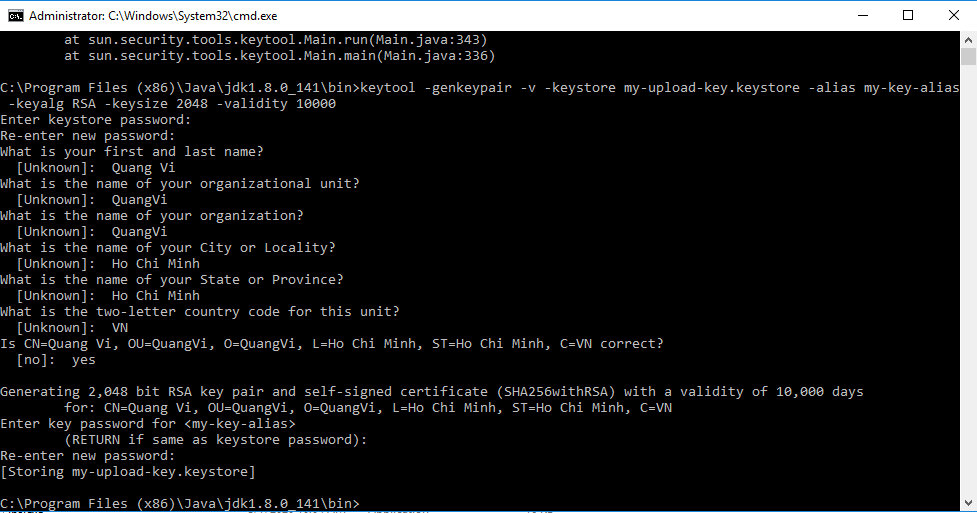 Administrator: C:\Windows\System32\cmd.exe
at sun.security.tools.keytool.Main.run(Main.java:343)
at sun.security.tools.keytool.Main.main(Main.java:336)
C:\Program Files (x86)\Java\jdk1.8.0_141\bin>keytool -genkeypair -v -keystore my-upload-key.keystore -alias my-key-alias
-keyalg RSA -keysize 2048 -validity 10000
Enter keystore password:
Re-enter new password:
What is your first and last name?
[Unknown]:  Quang Vi
What is the name of your organizational unit?
[Unknown]:  QuangVi
What is the name of your organization?
[Unknown]:  QuangVi
What is the name of your City or Locality?
[Unknown]:  Ho Chi Minh
What is the name of your State or Province?
[Unknown]:  Ho Chi Minh
What is the two-letter country code for this unit?
[Unknown]:  VN
Is CN=Quang Vi, OU=QuangVi, O=QuangVi, L=Ho Chi Minh, ST=Ho Chi Minh, C=VN correct?
[no]:  yes
Generating 2,048 bit RSA key pair and self-signed certificate (SHA256withRSA) with a validity of 10,000 days
for: CN=Quang Vi, OU=QuangVi, O=QuangVi, L=Ho Chi Minh, ST=Ho Chi Minh, C=VN
Enter key password for <my-key-alias>
(RETURN if same as keystore password):
Re-enter new password:
[Storing my-upload-key.keystore]
C:\Program Files (x86)\Java\jdk1.8.0_141\bin>